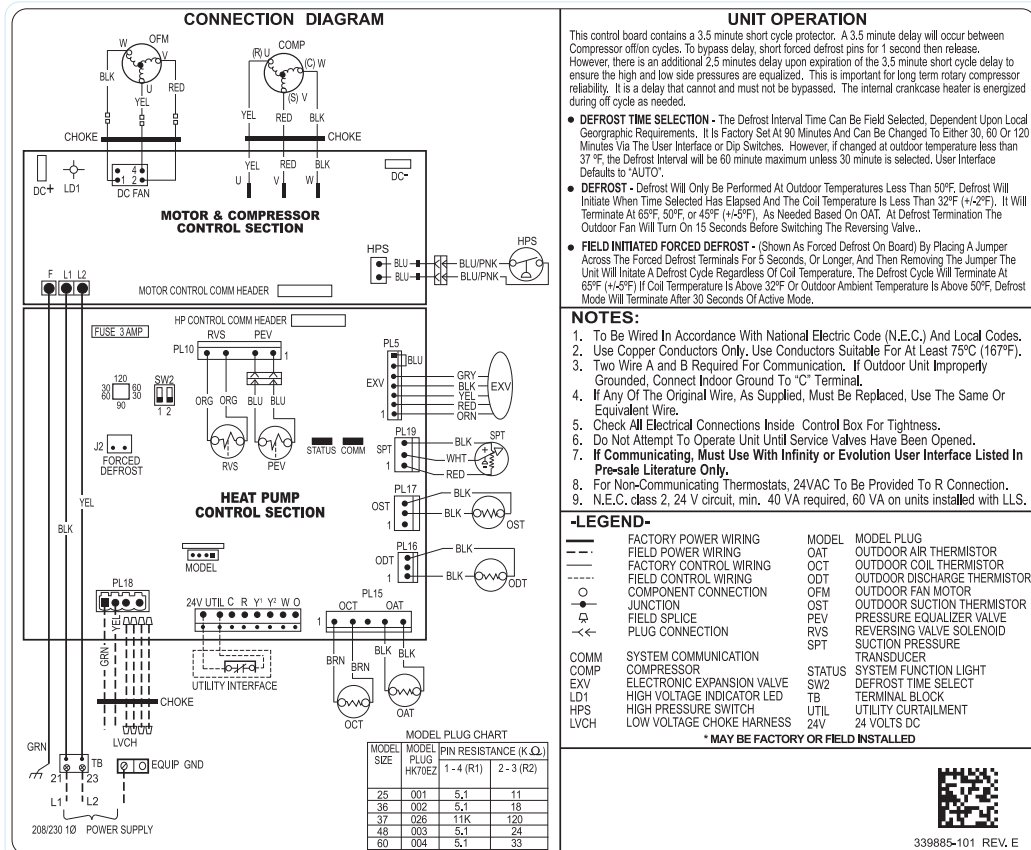 CONNECTION DIAGRAM
OFM
W
V
U
BLK
YEL
RED
CHOKE
COMP
(R) U
(C) W
(S) V
YEL
RED
BLK
CHOKE
DC+
LD1
4
1 2
DC FAN
YEL
RED
BLK
U
V
W
DC-
MOTOR & COMPRESSOR
CONTROL SECTION
HPS
BLU
BLU
BLU/PNK
BLU/PNK
HPS
F L1 L2
MOTOR CONTROL COMM HEADER
FUSE 3 AMP
HP CONTROL COMM HEADER
RVS PEV
PL10
1
120
30
60
60
30
90
SW2
1 2
ORG
ORG
BLU
BLU
RVS
PEV
J2
FORCED
DEFROST
STATUS COMM
PL5
BLU
EXV
1
GRY
BLK
YEL
RED
ORN
EXV
PL19
SPT
1
BLK
WHT
RED
SPT
HEAT PUMP
CONTROL SECTION
PL17
OST
1
BLK
BLK
OST
PL16
ODT
1
BLK
BLK
ODT
BLK
YEL
MODEL
PL18
24V UTIL C R Y1 Y2 W O
PL15
OCT OAT
1
GRN
YEL
UTILITY INTERFACE
BRN
BRN
BLK
BLK
OCT
OAT
CHOKE
LVCH
GRN
TB
21 23
EQUIP GND
L1 L2
208/230 1Ø POWER SUPPLY
MODEL PLUG CHART
MODEL SIZE MODEL PLUG HK70EZ PIN RESISTANCE (K Ω)
1 - 4 (R1) 2 - 3 (R2)
25 001 5.1 11
36 002 5.1 18
37 026 11K 120
48 003 5.1 24
60 004 5.1 33
UNIT OPERATION
This control board contains a 3.5 minute short cycle protector. A 3.5 minute delay will occur between
Compressor off/on cycles. To bypass delay, short forced defrost pins for 1 second then release.
However, there is an additional 2.5 minutes delay upon expiration of the 3.5 minute short cycle delay to
ensure the high and low side pressures are equalized. This is important for long term rotary compressor
reliability. It is a delay that cannot and must not be bypassed. The internal crankcase heater is energized
during off cycle as needed.
• DEFROST TIME SELECTION - The Defrost Interval Time Can Be Field Selected, Dependent Upon Local
Georgraphic Requirements. It Is Factory Set At 90 Minutes And Can Be Changed To Either 30, 60 Or 120
Minutes Via The User Interface or Dip Switches. However, if changed at outdoor temperature less than
37 ºF, the Defrost Interval will be 60 minute maximum unless 30 minute is selected. User Interface
Defaults to "AUTO".
• DEFROST - Defrost Will Only Be Performed At Outdoor Temperatures Less Than 50ºF. Defrost Will
Initiate When Time Selected Has Elapsed And The Coil Temperature Is Less Than 32ºF (+/-2ºF). It Will
Terminate At 65ºF, 50ºF, or 45ºF (+/-5ºF), As Needed Based On OAT. At Defrost Termination The
Outdoor Fan Will Turn On 15 Seconds Before Switching The Reversing Valve..
• FIELD INITIATED FORCED DEFROST - (Shown As Forced Defrost On Board) By Placing A Jumper
Across The Forced Defrost Terminals For 5 Seconds, Or Longer, And Then Removing The Jumper The
Unit Will Initate A Defrost Cycle Regardless Of Coil Temperature, The Defrost Cycle Will Terminate At
65ºF (+/-5ºF) If Coil Termperature Is Above 32ºF Or Outdoor Ambient Temperature Is Above 50ºF, Defrost
Mode Will Terminate After 30 Seconds Of Active Mode.
NOTES:
1. To Be Wired In Accordance With National Electric Code (N.E.C.) And Local Codes.
2. Use Copper Conductors Only. Use Conductors Suitable For At Least 75ºC (167ºF).
3. Two Wire A and B Required For Communication. If Outdoor Unit Improperly
Grounded, Connect Indoor Ground To "C" Terminal.
4. If Any Of The Original Wire, As Supplied, Must Be Replaced, Use The Same Or
Equivalent Wire.
5. Check All Electrical Connections Inside Control Box For Tightness.
6. Do Not Attempt To Operate Unit Until Service Valves Have Been Opened.
7. If Communicating, Must Use With Infinity or Evolution User Interface Listed In
Pre-sale Literature Only.
8. For Non-Communicating Thermostats, 24VAC To Be Provided To R Connection.
9. N.E.C. class 2, 24 V circuit, min. 40 VA required, 60 VA on units installed with LLS.
-LEGEND-
FACTORY POWER WIRING
FIELD POWER WIRING
FACTORY CONTROL WIRING
FIELD CONTROL WIRING
COMPONENT CONNECTION
JUNCTION
FIELD SPLICE
PLUG CONNECTION
COMM SYSTEM COMMUNICATION
COMP COMPRESSOR
EXV ELECTRONIC EXPANSION VALVE
LD1 HIGH VOLTAGE INDICATOR LED
HPS HIGH PRESSURE SWITCH
LVCH LOW VOLTAGE CHOKE HARNESS
MODEL MODEL PLUG
OAT OUTDOOR AIR THERMISTOR
OCT OUTDOOR COIL THERMISTOR
ODT OUTDOOR DISCHARGE THERMISTOR
OFM OUTDOOR FAN MOTOR
OST OUTDOOR SUCTION THERMISTOR
PEV PRESSURE EQUALIZER VALVE
RVS REVERSING VALVE SOLENOID
SPT SUCTION PRESSURE
TRANSDUCER
STATUS SYSTEM FUNCTION LIGHT
SW2 DEFROST TIME SELECT
TB TERMINAL BLOCK
UTIL UTILITY CURTAILMENT
24V 24 VOLTS DC
* MAY BE FACTORY OR FIELD INSTALLED
339885-101 REV. E